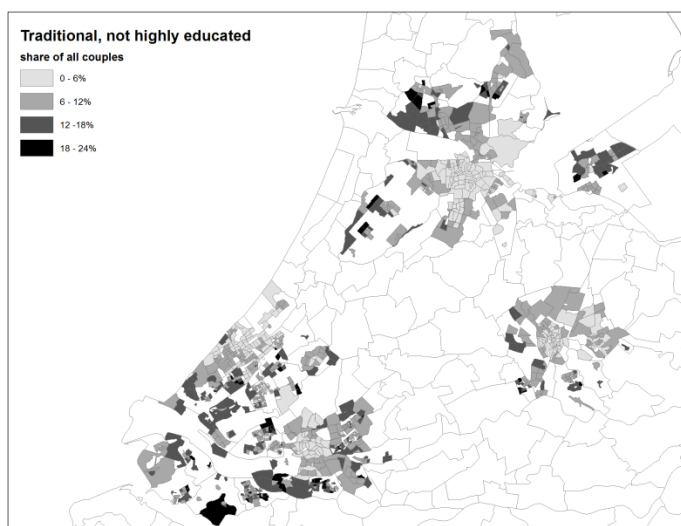 Traditional, not highly educated
share of all couples
0 - 6%
6 - 12%
12 -18%
18 - 24%